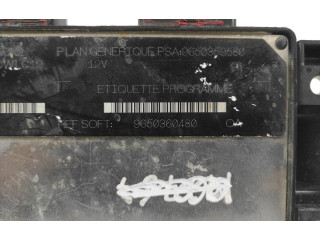 PLAN GENERIQUE PSA:9650359580
12V
ETIQUETTE PROGRAMME
REF SOFT: 9650360480